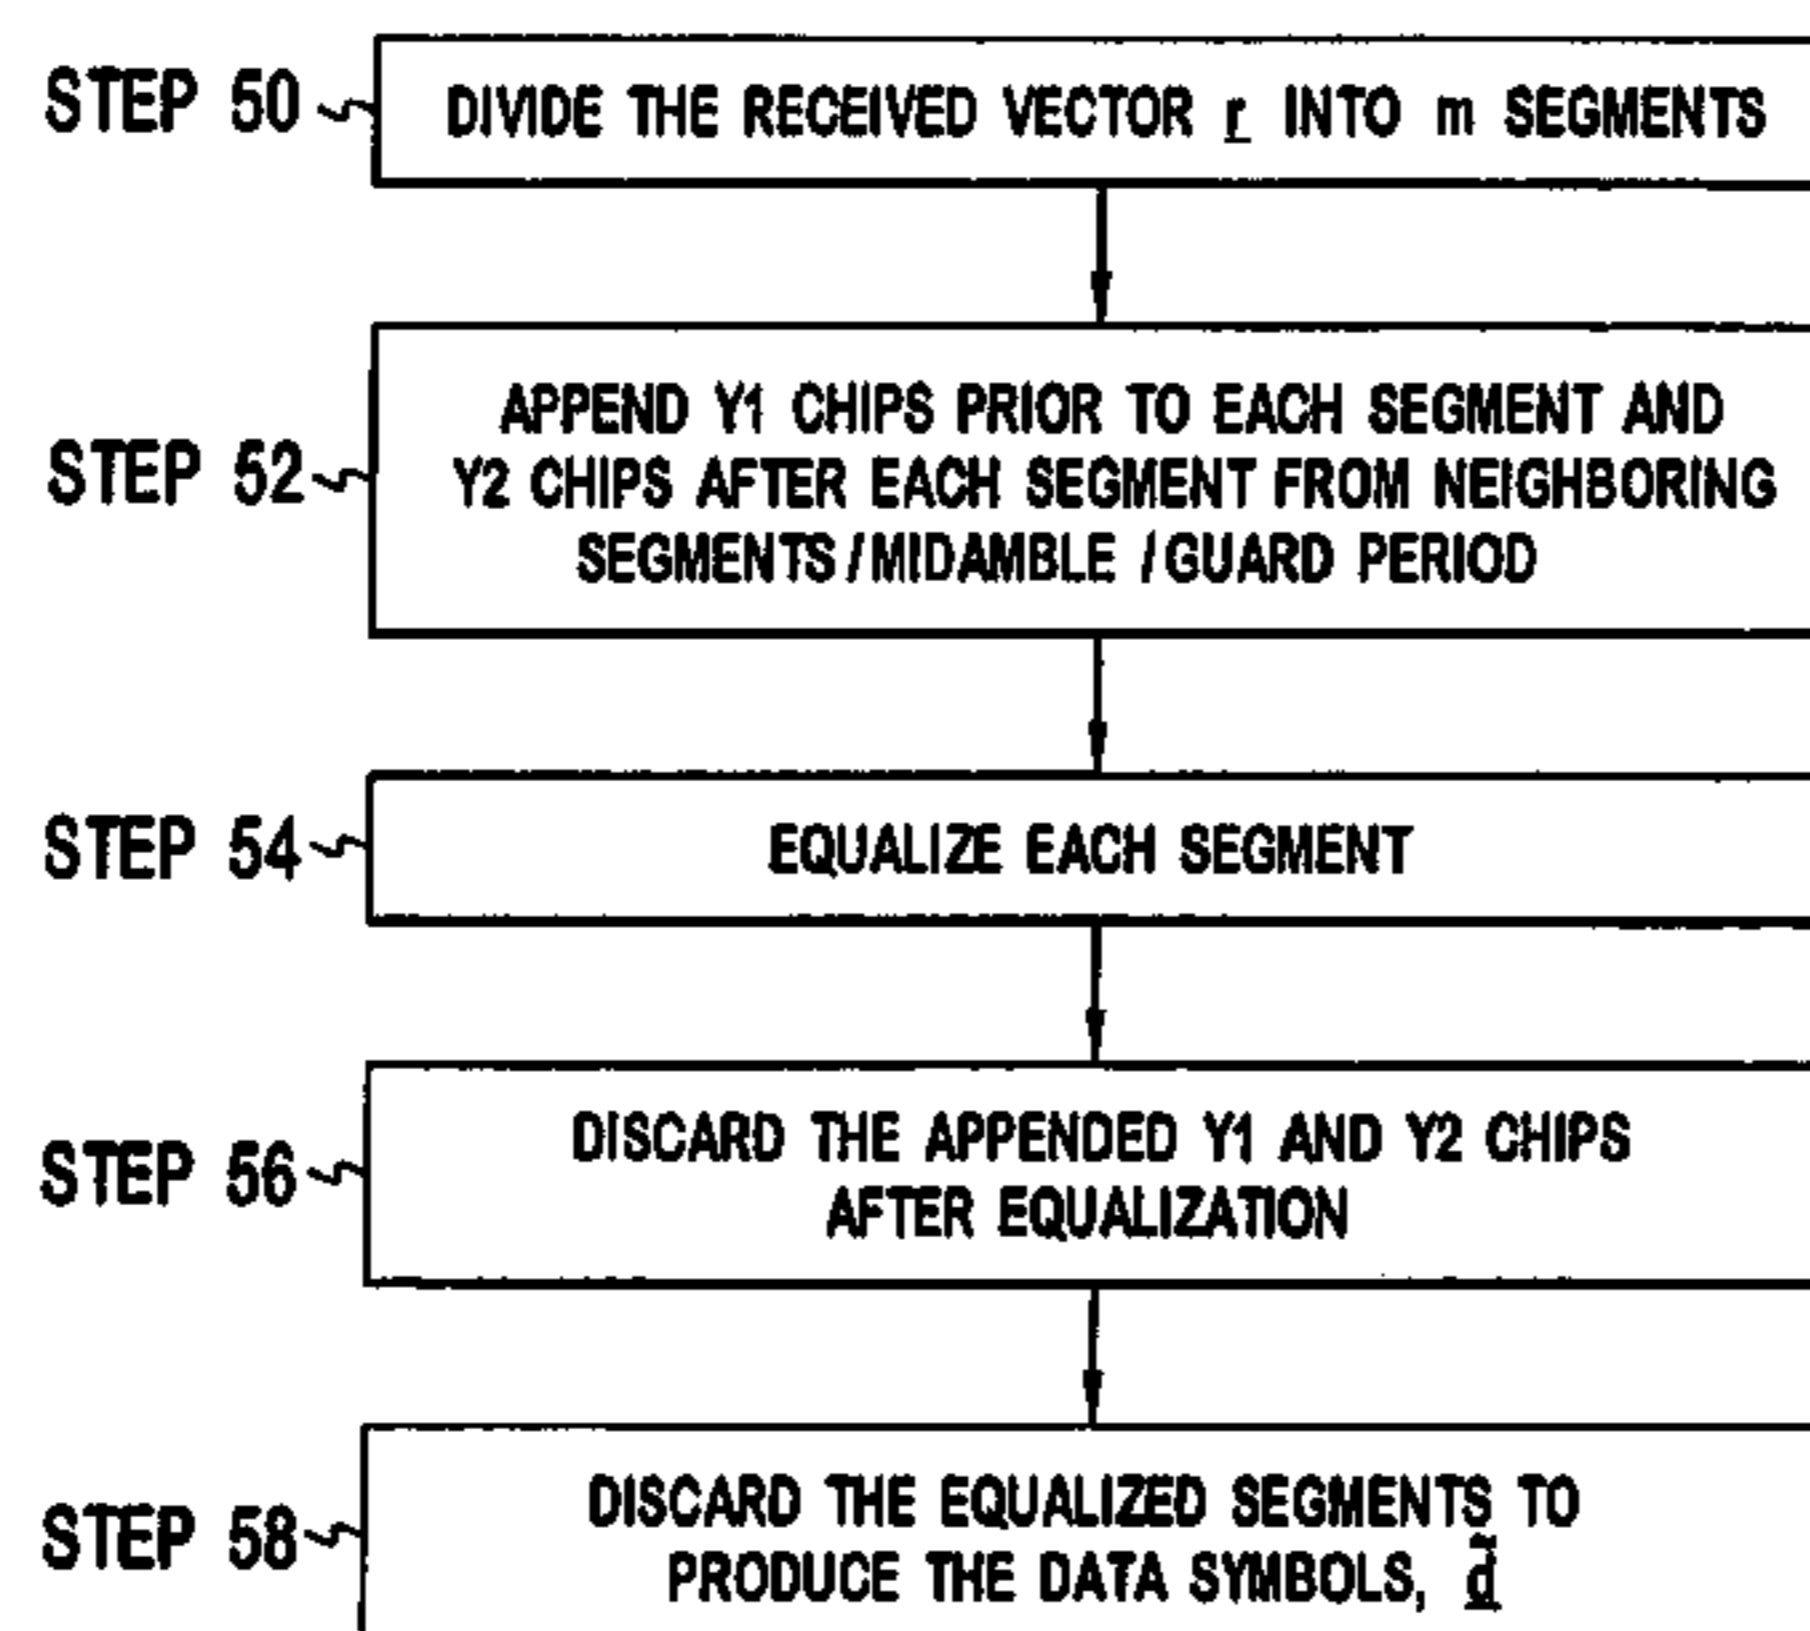 STEP 50
DIVIDE THE RECEIVED VECTOR r INTO m SEGMENTS
STEP 52
APPEND Y1 CHIPS PRIOR TO EACH SEGMENT AND
Y2 CHIPS AFTER EACH SEGMENT FROM NEIGHBORING
SEGMENTS/MIDAMBLE/GUARD PERIOD
STEP 54
EQUALIZE EACH SEGMENT
STEP 56
DISCARD THE APPENDED Y1 AND Y2 CHIPS
AFTER EQUALIZATION
STEP 58
DISCARD THE EQUALIZED SEGMENTS TO
PRODUCE THE DATA SYMBOLS, d̲̃